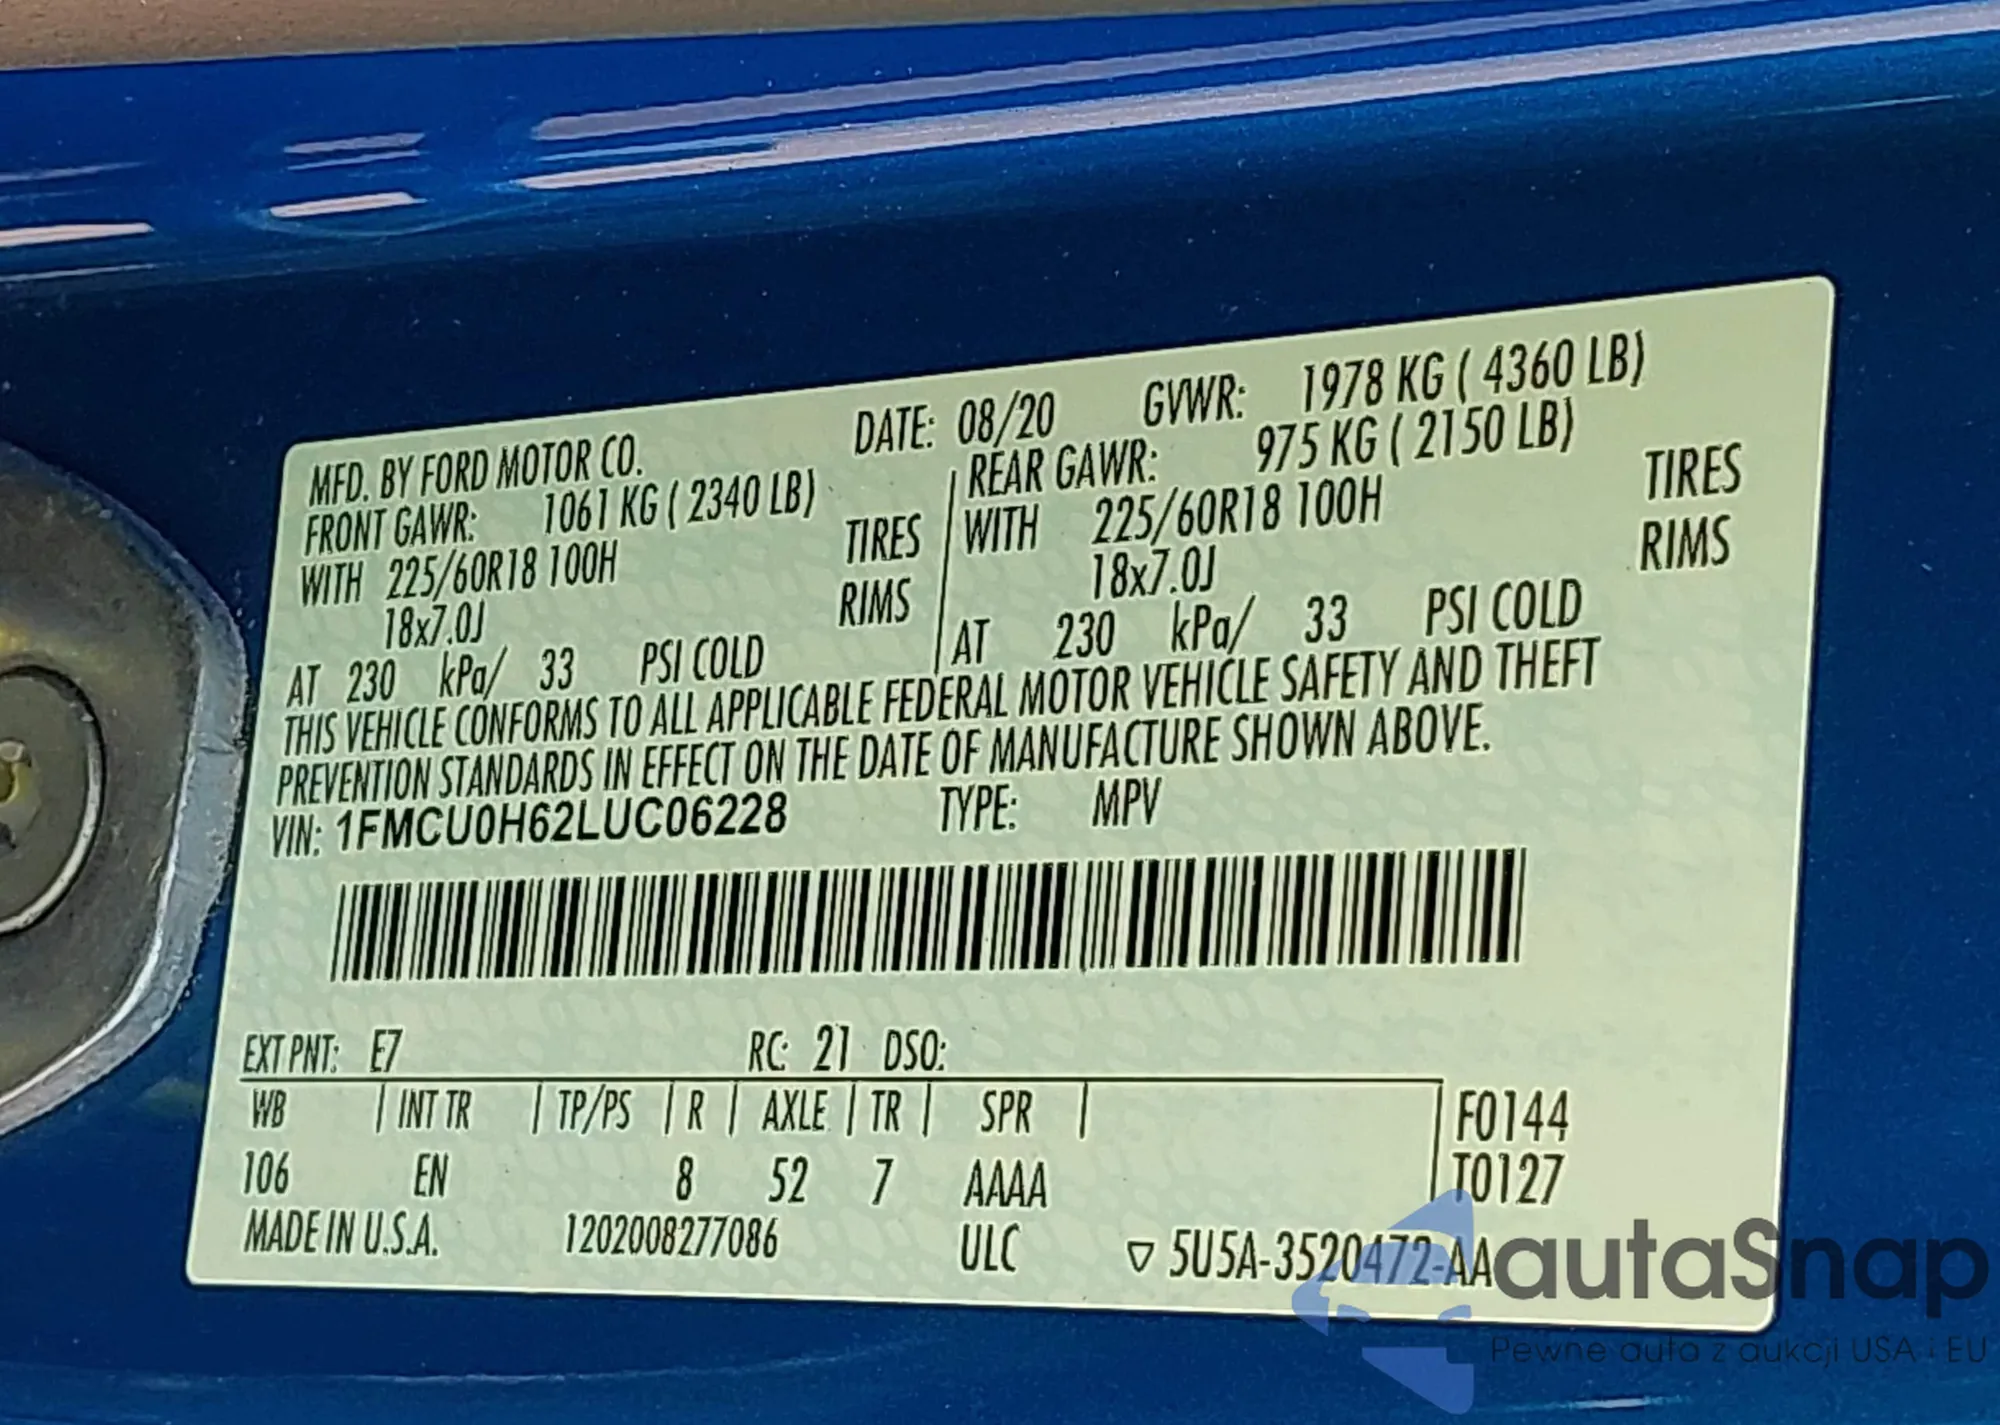 MFD. BY FORD MOTOR CO. DATE: 08/20 GVWR: 1978 KG ( 4360 LB)
FRONT GAWR: 1061 KG ( 2340 LB) REAR GAWR: 975 KG ( 2150 LB)
WITH 225/60R18 100H TIRES WITH 225/60R18 100H TIRES
18x7.0J RIMS 18x7.0J RIMS
AT 230 kPa/ 33 PSI COLD AT 230 kPa/ 33 PSI COLD
THIS VEHICLE CONFORMS TO ALL APPLICABLE FEDERAL MOTOR VEHICLE SAFETY AND THEFT
PREVENTION STANDARDS IN EFFECT ON THE DATE OF MANUFACTURE SHOWN ABOVE.
VIN: 1FMCU0H62LUC06228 TYPE: MPV
EXT PNT: E7 RC: 21 DSO:
WB INT TR TP/PS R AXLE TR SPR F0144
106 EN 8 52 7 AAAA T0127
MADE IN U.S.A. 1202008277086 ULC ▽ 5U5A-3520472-AA
autaSnap
Pewne auta z aukcji USA i EU